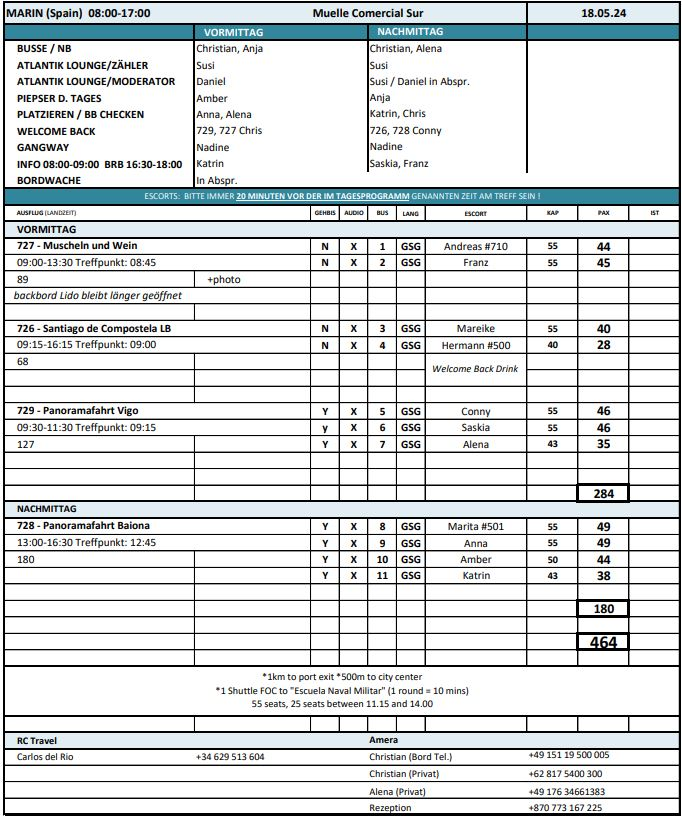 MARIN (Spain) 08:00-17:00 Muelle Comercial Sur 18.05.24
VORMITTAG NACHMITTAG
BUSSE / NB Christian, Anja Christian, Alena
ATLANTIK LOUNGE/ZÄHLER Susi Susi
ATLANTIK LOUNGE/MODERATOR Daniel Susi / Daniel in Abspr.
PIEPSER D. TAGES Amber Anja
PLATZIEREN / BB CHECKEN Anna, Alena Katrin, Chris
WELCOME BACK 729, 727 Chris 726, 728 Conny
GANGWAY Nadine Nadine
INFO 08:00-09:00 BRB 16:30-18:00 Katrin Saskia, Franz
BORDWACHE In Abspr.
ESCORTS: BITTE IMMER 20 MINUTEN VOR DER IM TAGESPROGRAMM GENANNTEN ZEIT AM TREFF SEIN !
AUSFLUG (LANDZEIT) GEHBIS AUDIO BUS LANG ESCORT KAP PAX IST
VORMITTAG
727 - Muscheln und Wein N X 1 GSG Andreas #710 55 44
09:00-13:30 Treffpunkt: 08:45 N X 2 GSG Franz 55 45
89 +photo
backbord Lido bleibt länger geöffnet
726 - Santiago de Compostela LB N X 3 GSG Mareike 55 40
09:15-16:15 Treffpunkt: 09:00 N X 4 GSG Hermann #500 40 28
68
Welcome Back Drink
729 - Panoramafahrt Vigo Y X 5 GSG Conny 55 46
09:30-11:30 Treffpunkt: 09:15 y X 6 GSG Saskia 55 46
127 Y X 7 GSG Alena 43 35
284
NACHMITTAG
728 - Panoramafahrt Baiona Y X 8 GSG Marita #501 55 49
13:00-16:30 Treffpunkt: 12:45 Y X 9 GSG Anna 55 49
180 Y X 10 GSG Amber 50 44
Y X 11 GSG Katrin 43 38
180
464
*1km to port exit *500m to city center
*1 Shuttle FOC to "Escuela Naval Militar" (1 round = 10 mins)
55 seats, 25 seats between 11.15 and 14.00
RC Travel Amera
Carlos del Rio +34 629 513 604 Christian (Bord Tel.) +49 151 19 500 005
Christian (Privat) +62 817 5400 300
Alena (Privat) +49 176 34661383
Rezeption +870 773 167 225